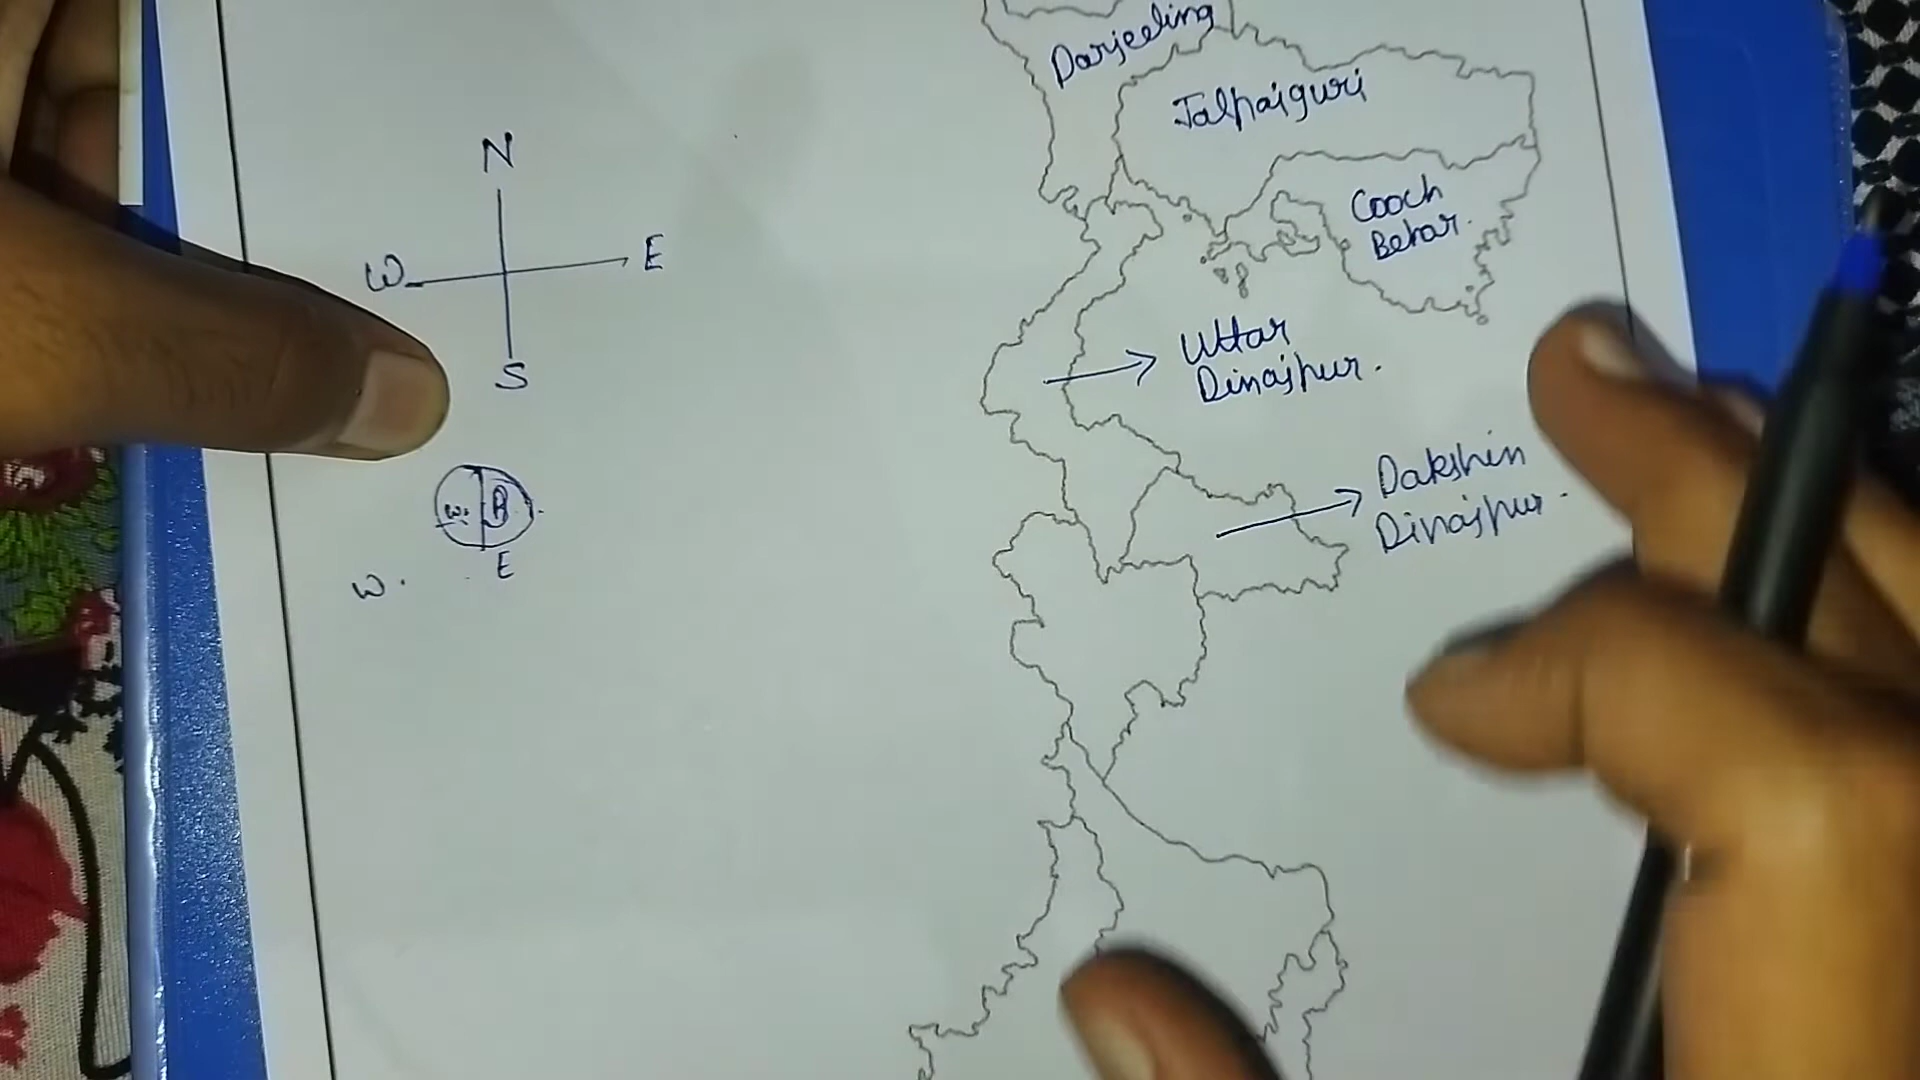 Darjeeling
Jalpaiguri
Cooch
Behar.
N
W
E
S
Uttar
Dinajpur.
Dakshin
Dinajpur.
W.
B
E
W.